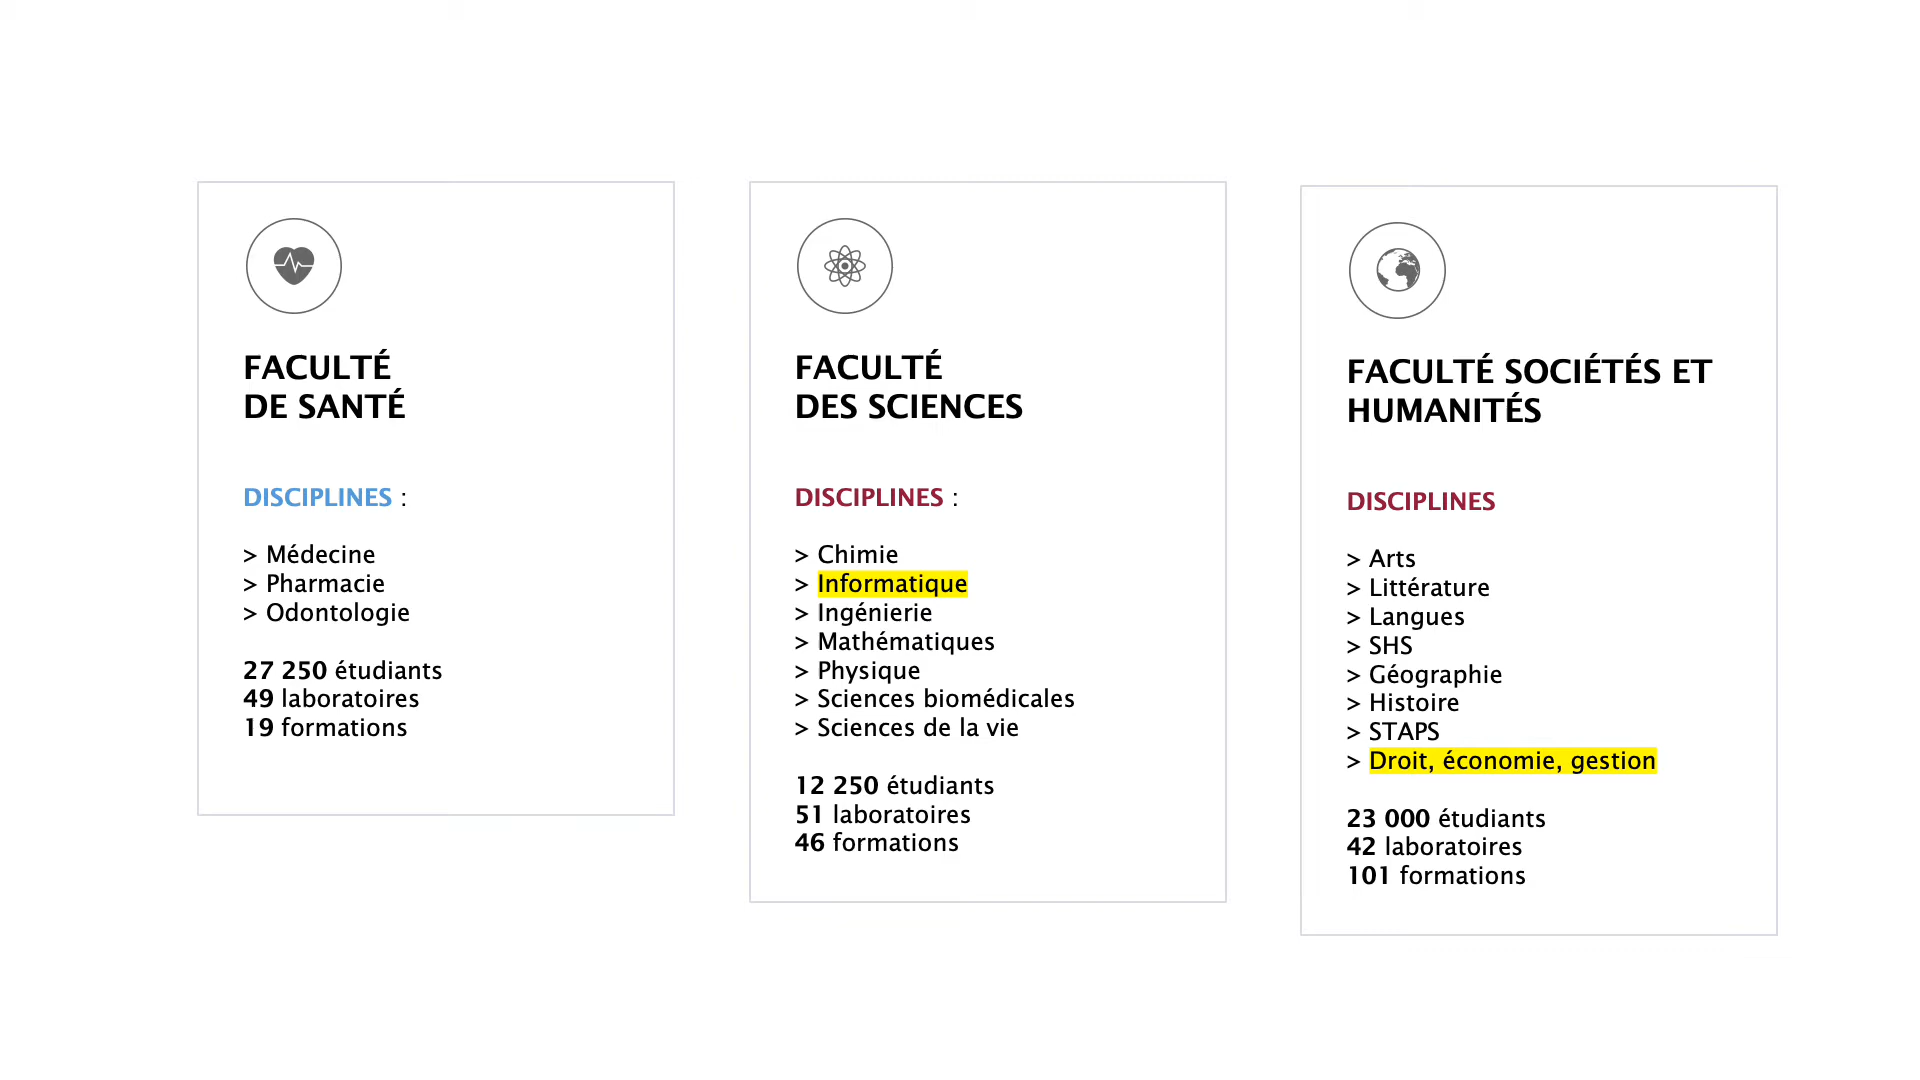 FACULTÉ
DE SANTÉ
DISCIPLINES :
> Médecine
> Pharmacie
> Odontologie
27 250 étudiants
49 laboratoires
19 formations
FACULTÉ
DES SCIENCES
DISCIPLINES :
> Chimie
> Informatique
> Ingénierie
> Mathématiques
> Physique
> Sciences biomédicales
> Sciences de la vie
12 250 étudiants
51 laboratoires
46 formations
FACULTÉ SOCIÉTÉS ET
HUMANITÉS
DISCIPLINES
> Arts
> Littérature
> Langues
> SHS
> Géographie
> Histoire
> STAPS
> Droit, économie, gestion
23 000 étudiants
42 laboratoires
101 formations